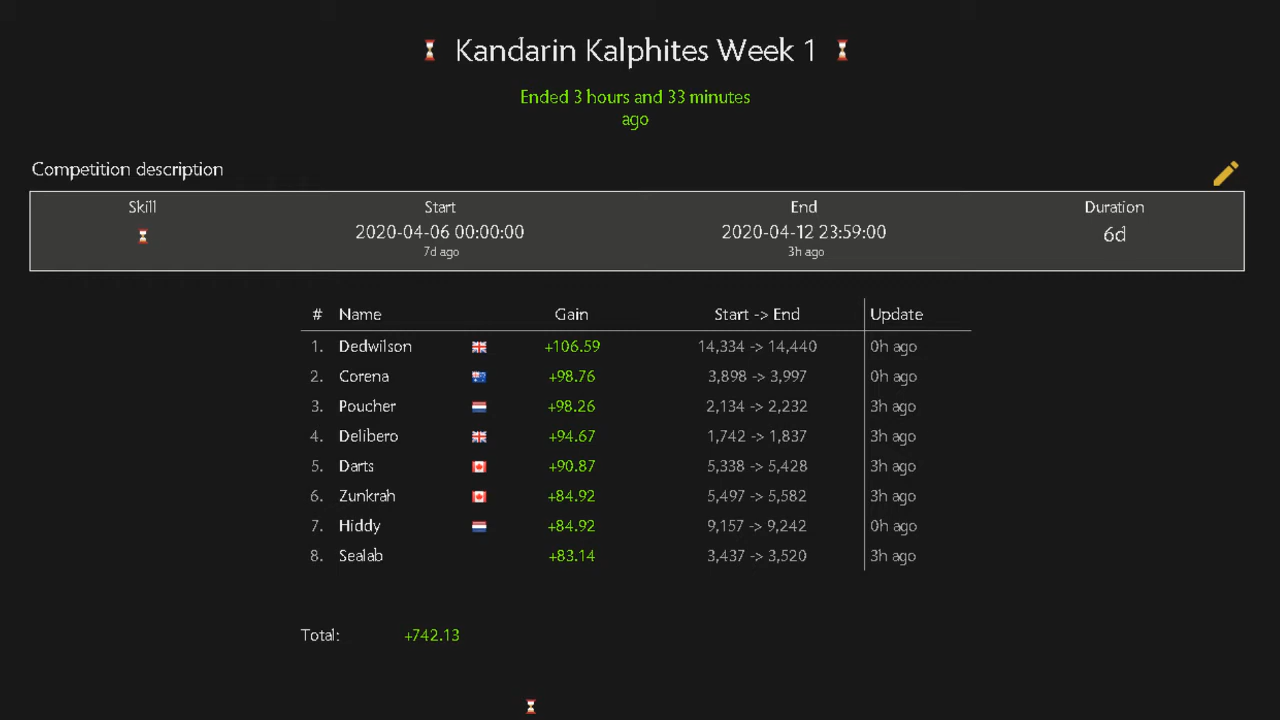 Kandarin Kalphites Week 1
Ended 3 hours and 33 minutes
ago
Competition description
Skill Start End Duration
2020-04-06 00:00:00 2020-04-12 23:59:00 6d
7d ago 3h ago
# Name Gain Start -> End Update
1. Dedwilson +106.59 14,334 -> 14,440 0h ago
2. Corena +98.76 3,898 -> 3,997 0h ago
3. Poucher +98.26 2,134 -> 2,232 3h ago
4. Delibero +94.67 1,742 -> 1,837 3h ago
5. Darts +90.87 5,338 -> 5,428 3h ago
6. Zunkrah +84.92 5,497 -> 5,582 3h ago
7. Hiddy +84.92 9,157 -> 9,242 0h ago
8. Sealab +83.14 3,437 -> 3,520 3h ago
Total: +742.13